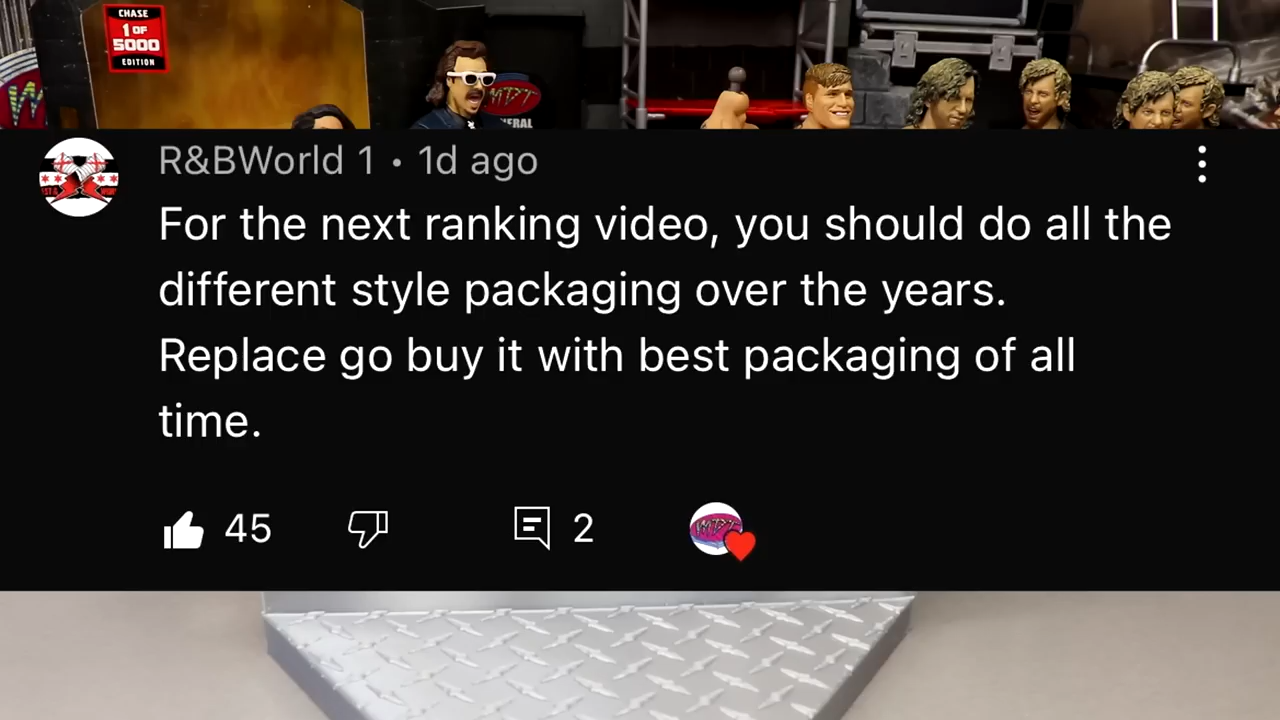 CHASE
1 OF
5000
EDITION
R&BWorld 1 • 1d ago
For the next ranking video, you should do all the
different style packaging over the years.
Replace go buy it with best packaging of all
time.
45
2